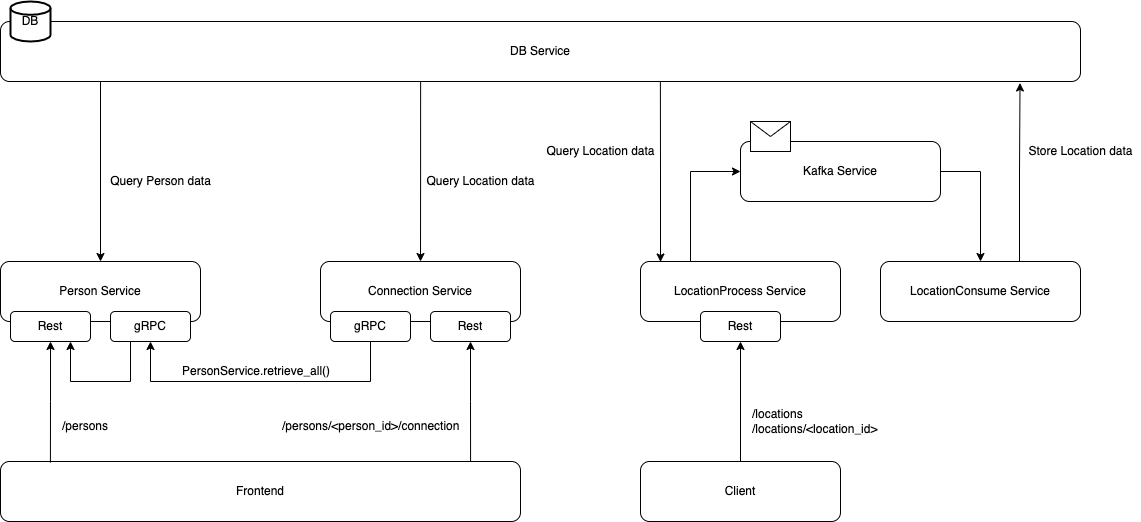 DB
DB Service
Query Person data
Query Location data
Query Location data
Kafka Service
Store Location data
Person Service
Rest
gRPC
Connection Service
gRPC
Rest
LocationProcess Service
Rest
LocationConsume Service
PersonService.retrieve_all()
/persons
/persons/<person_id>/connection
/locations
/locations/<location_id>
Frontend
Client